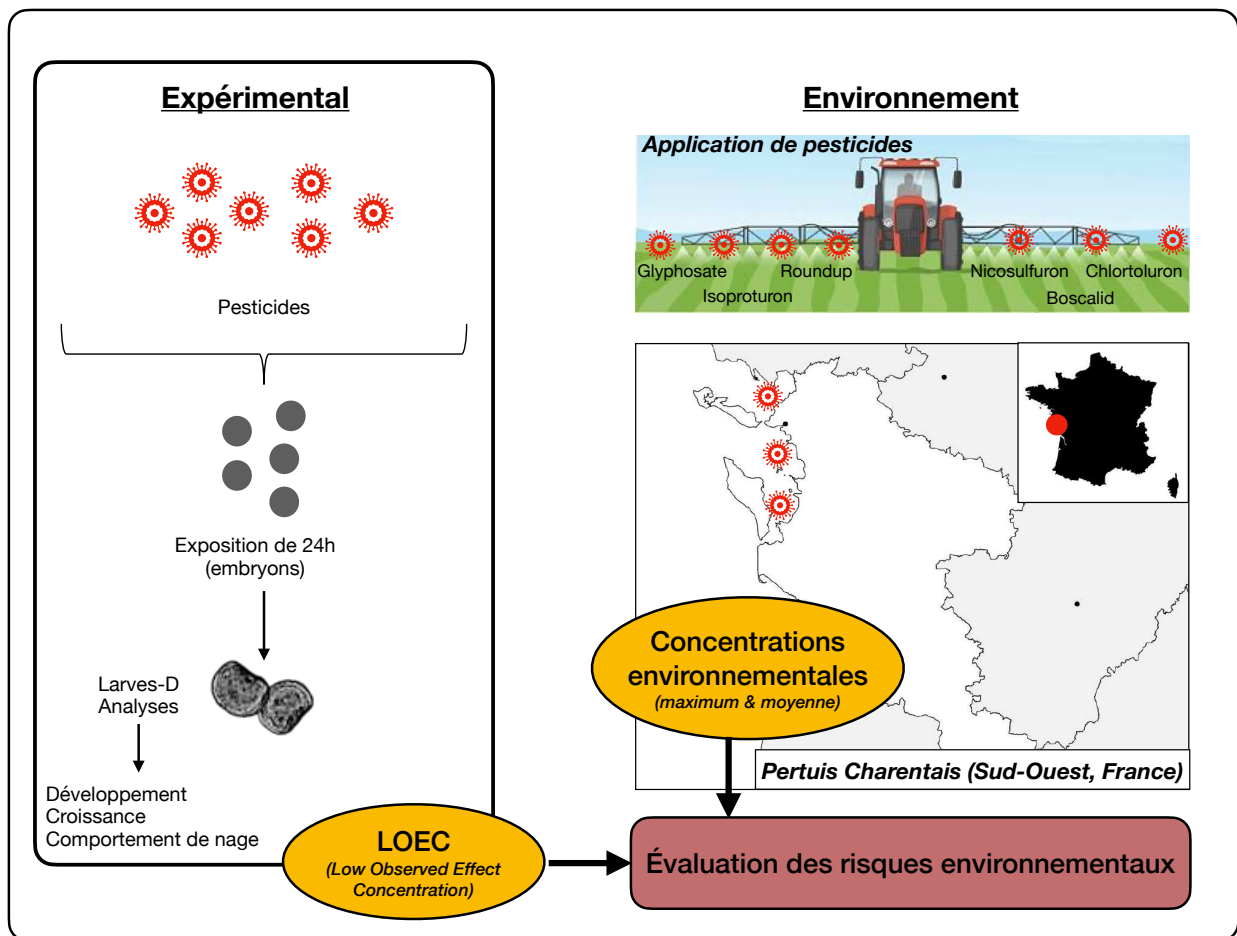 Expérimental
Pesticides
Exposition de 24h
(embryons)
Larves-D
Analyses
Développement
Croissance
Comportement de nage
LOEC
(Low Observed Effect
Concentration)
Environnement
Application de pesticides
Glyphosate
Roundup
Nicosulfuron
Chlortoluron
Isoproturon
Boscalid
Concentrations
environnementales
(maximum & moyenne)
Pertuis Charentais (Sud-Ouest, France)
Évaluation des risques environnementaux